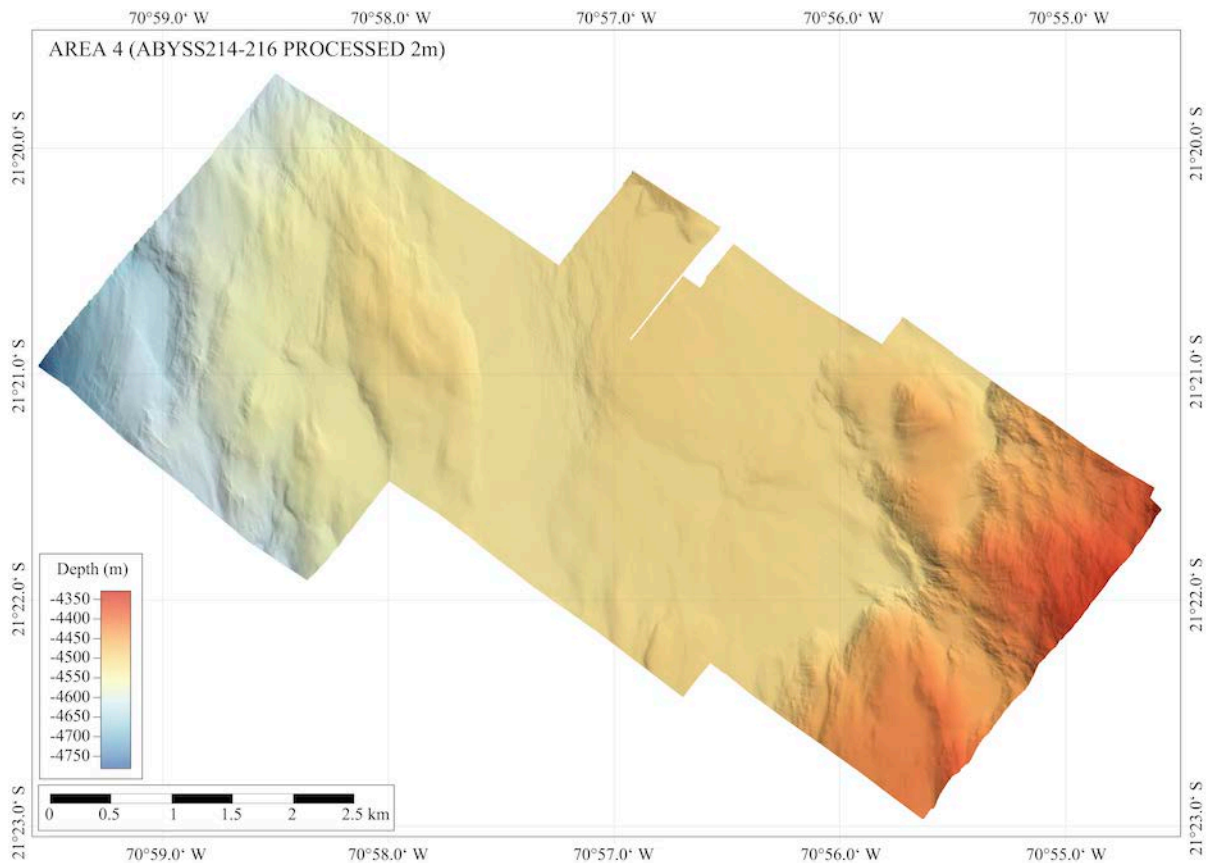 70°59.0' W 70°58.0' W 70°57.0' W 70°56.0' W 70°55.0' W
AREA 4 (ABYSS214-216 PROCESSED 2m)
21°20.0' S 21°20.0' S
21°21.0' S 21°21.0' S
21°22.0' S 21°22.0' S
Depth (m)
-4350
-4400
-4450
-4500
-4550
-4600
-4650
-4700
-4750
0 0.5 1 1.5 2 2.5 km
21°23.0' S 21°23.0' S
70°59.0' W 70°58.0' W 70°57.0' W 70°56.0' W 70°55.0' W